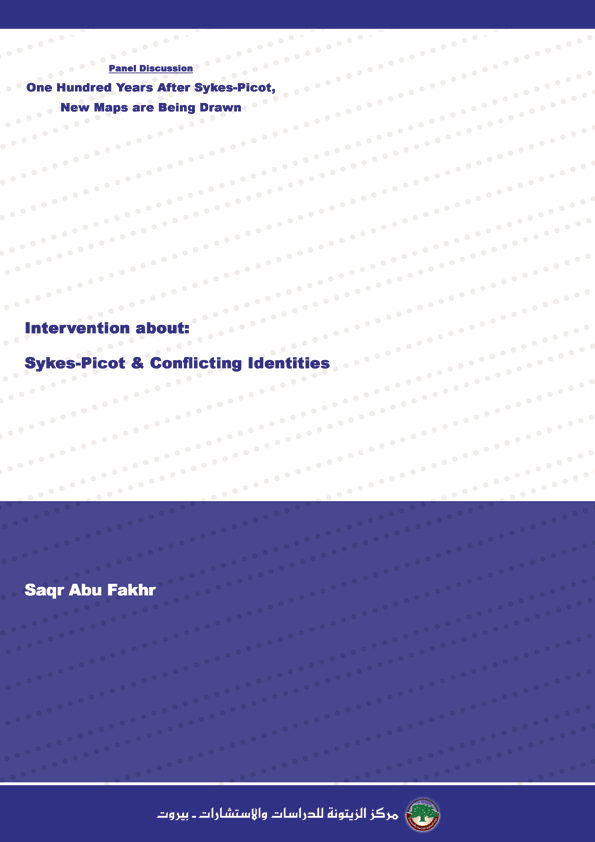 Panel Discussion
One Hundred Years After Sykes-Picot,
New Maps are Being Drawn
Intervention about:
Sykes-Picot & Conflicting Identities
Saqr Abu Fakhr
مركز الزيتونة للدراسات والإستشارات - بيروت